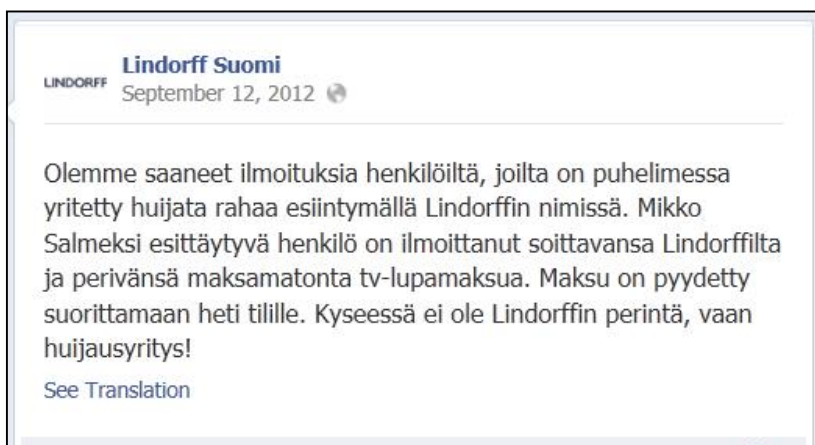 LINDORFF
Lindorff Suomi
September 12, 2012
Olemme saaneet ilmoituksia henkilöiltä, joilta on puhelimessa
yritetty huijata rahaa esiintymällä Lindorffin nimissä. Mikko
Salmeksi esittäytyvä henkilö on ilmoittanut soittavansa Lindorffilta
ja perivänsä maksamatonta tv-lupamaksua. Maksu on pyydetty
suorittamaan heti tilille. Kyseessä ei ole Lindorffin perintä, vaan
huijausyritys!
See Translation